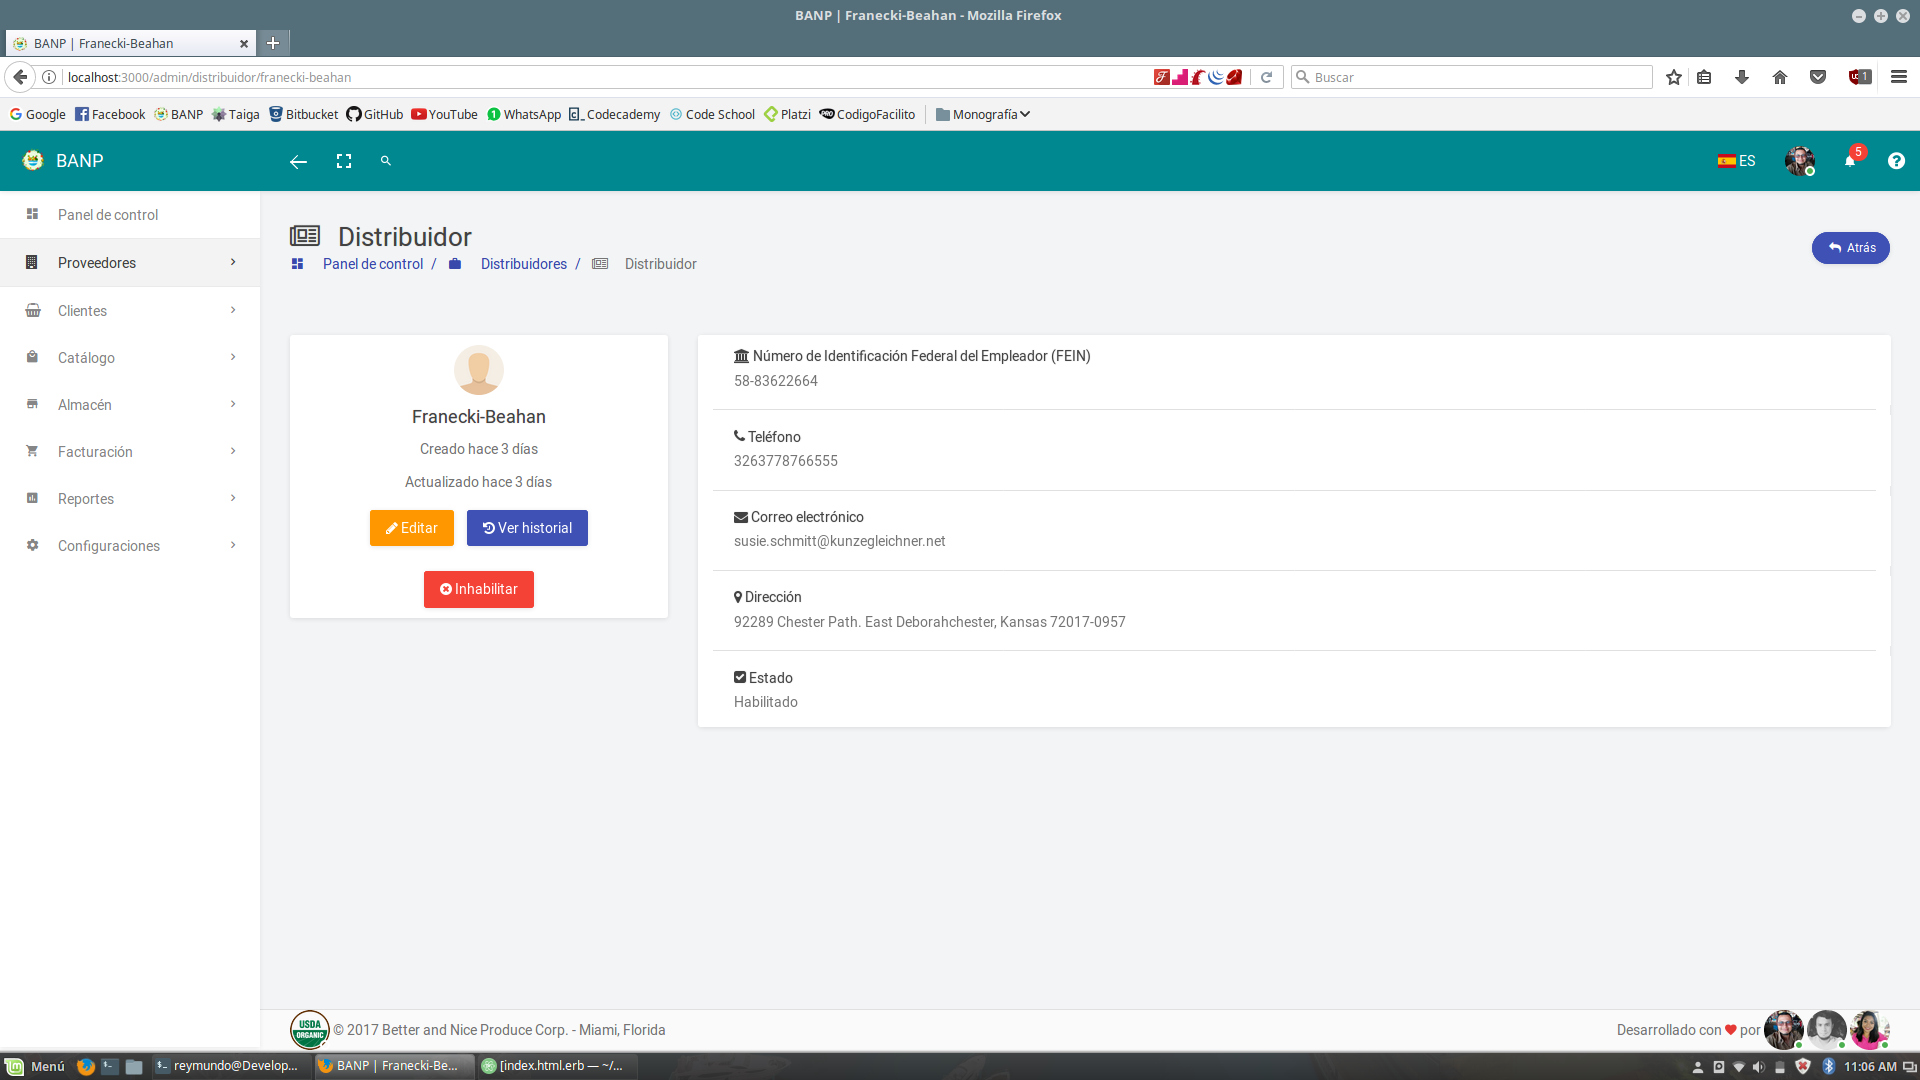 BANP | Franecki-Beahan - Mozilla Firefox
BANP | Franecki-Beahan
localhost:3000/admin/distribuidor/franecki-beahan
Buscar
1
Google Facebook BANP Taiga Bitbucket GitHub YouTube WhatsApp Codecademy Code School Platzi CodigoFacilito Monografía
BANP
ES
5
Panel de control
Proveedores
Clientes
Catálogo
Almacén
Facturación
Reportes
Configuraciones
Distribuidor
Panel de control / Distribuidores / Distribuidor
Atrás
Franecki-Beahan
Creado hace 3 días
Actualizado hace 3 días
Editar
Ver historial
Inhabilitar
Número de Identificación Federal del Empleador (FEIN)
58-83622664
Teléfono
3263778766555
Correo electrónico
susie.schmitt@kunzegleichner.net
Dirección
92289 Chester Path. East Deborahchester, Kansas 72017-0957
Estado
Habilitado
USDA
ORGANIC
© 2017 Better and Nice Produce Corp. - Miami, Florida
Desarrollado con por
Menú
reymundo@Develop...
BANP | Franecki-Be...
[index.html.erb — ~/...
11:06 AM